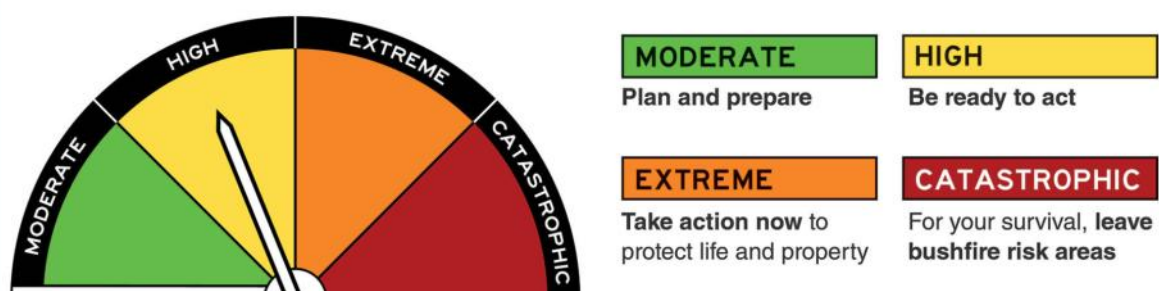 MODERATE
HIGH
EXTREME
CATASTROPHIC
MODERATE
Plan and prepare
HIGH
Be ready to act
EXTREME
Take action now to
protect life and property
CATASTROPHIC
For your survival, leave
bushfire risk areas